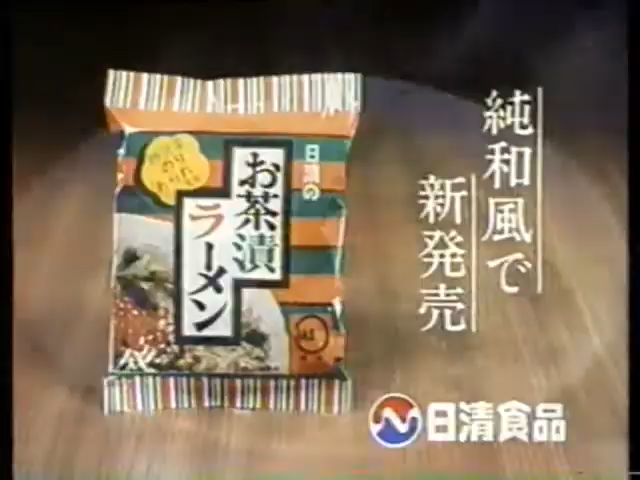 純和風で
新発売
日清の
お茶漬
ラーメン
日清食品